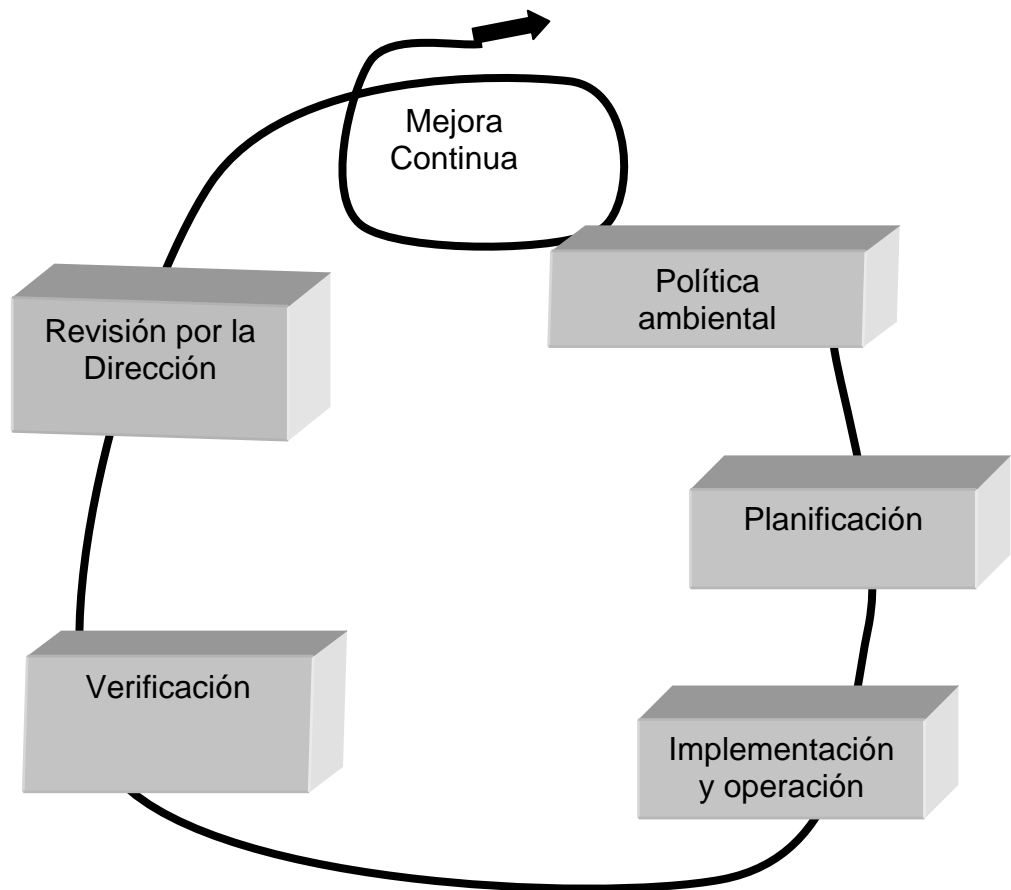 Mejora
Continua
Política
ambiental
Planificación
Implementación
y operación
Verificación
Revisión por la
Dirección